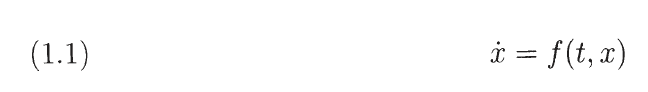 (1.1) ẋ = f(t, x)